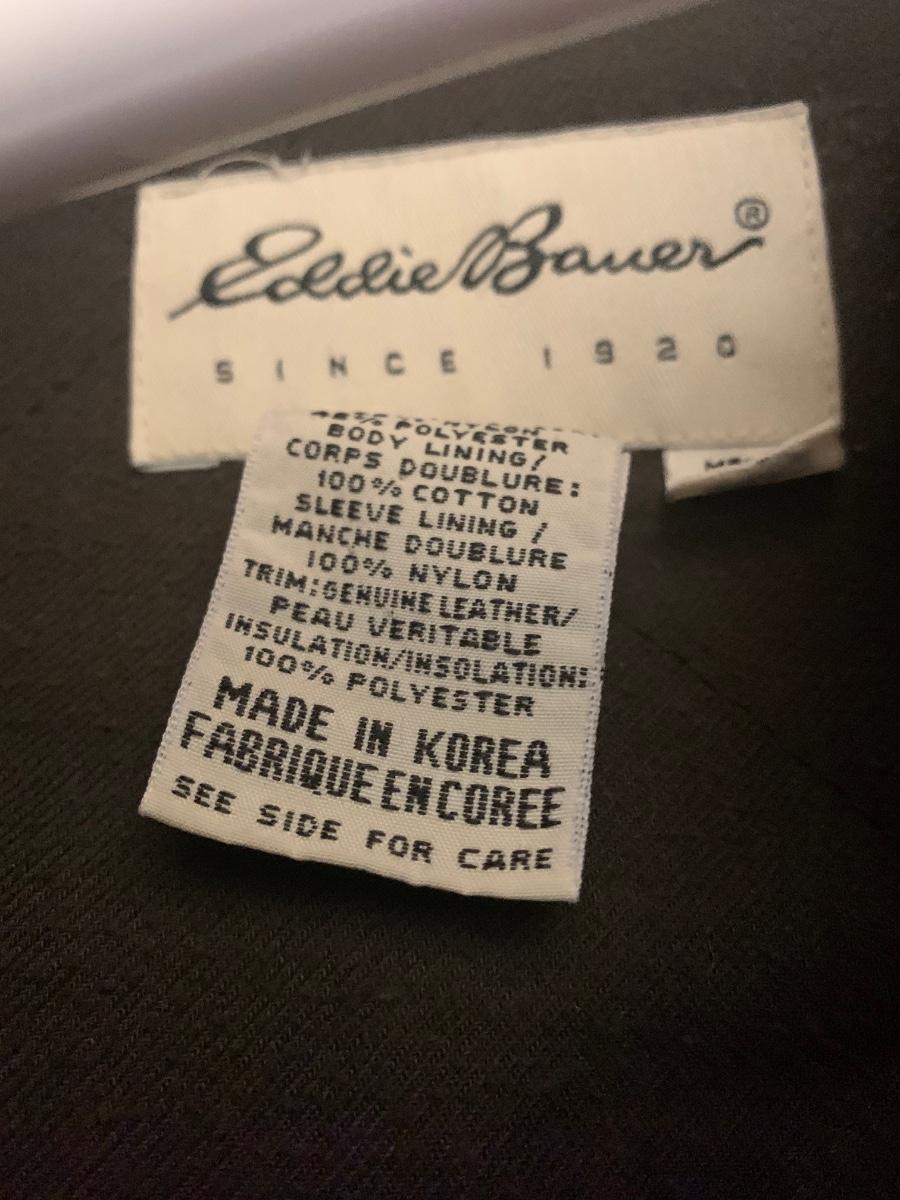 Eddie Bauer®
SINCE 1920
POLYESTER
BODY LINING/
CORPS DOUBLURE:
100% COTTON
SLEEVE LINING /
MANCHE DOUBLURE
100% NYLON
TRIM:GENUINE LEATHER/
PEAU VERITABLE
INSULATION/INSOLATION:
100% POLYESTER
MADE IN KOREA
FABRIQUE EN COREE
SEE SIDE FOR CARE